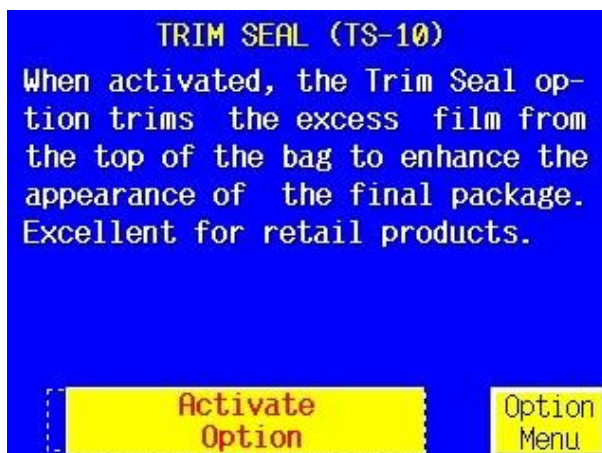 TRIM SEAL (TS-10)
When activated, the Trim Seal op-
tion trims the excess film from
the top of the bag to enhance the
appearance of the final package.
Excellent for retail products.
Activate
Option
Option
Menu